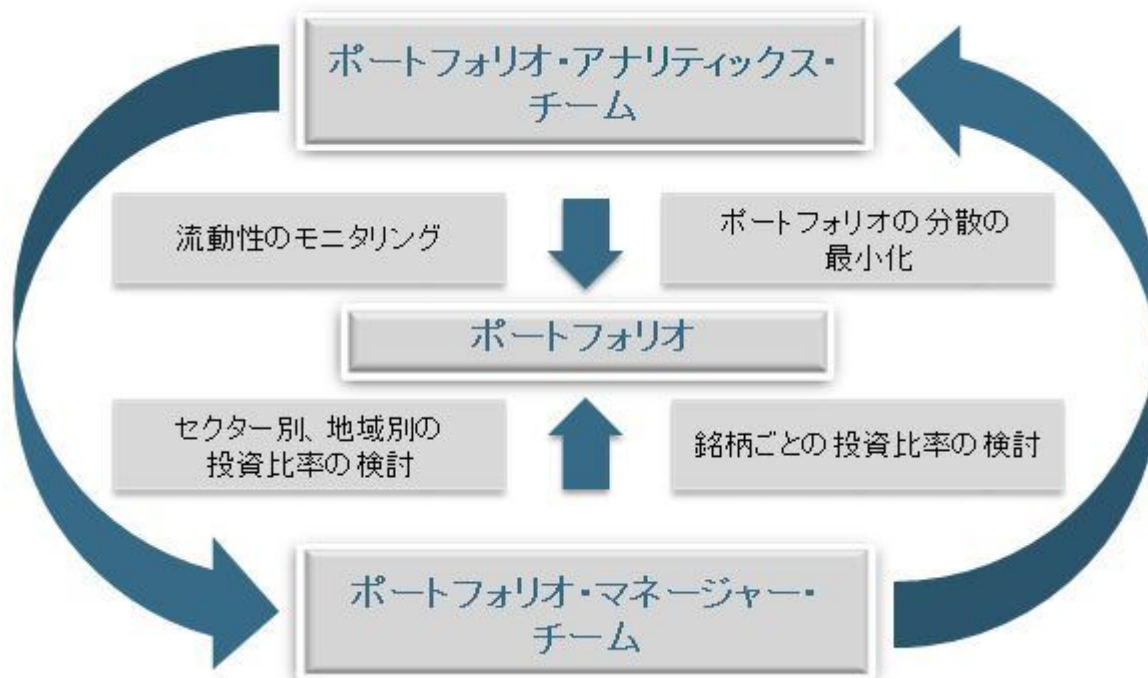 ポートフォリオ・アナリティックス・
チーム
流動性のモニタリング
ポートフォリオの分散の
最小化
ポートフォリオ
セクター別、地域別の
投資比率の検討
銘柄ごとの投資比率の検討
ポートフォリオ・マネージャー・
チーム